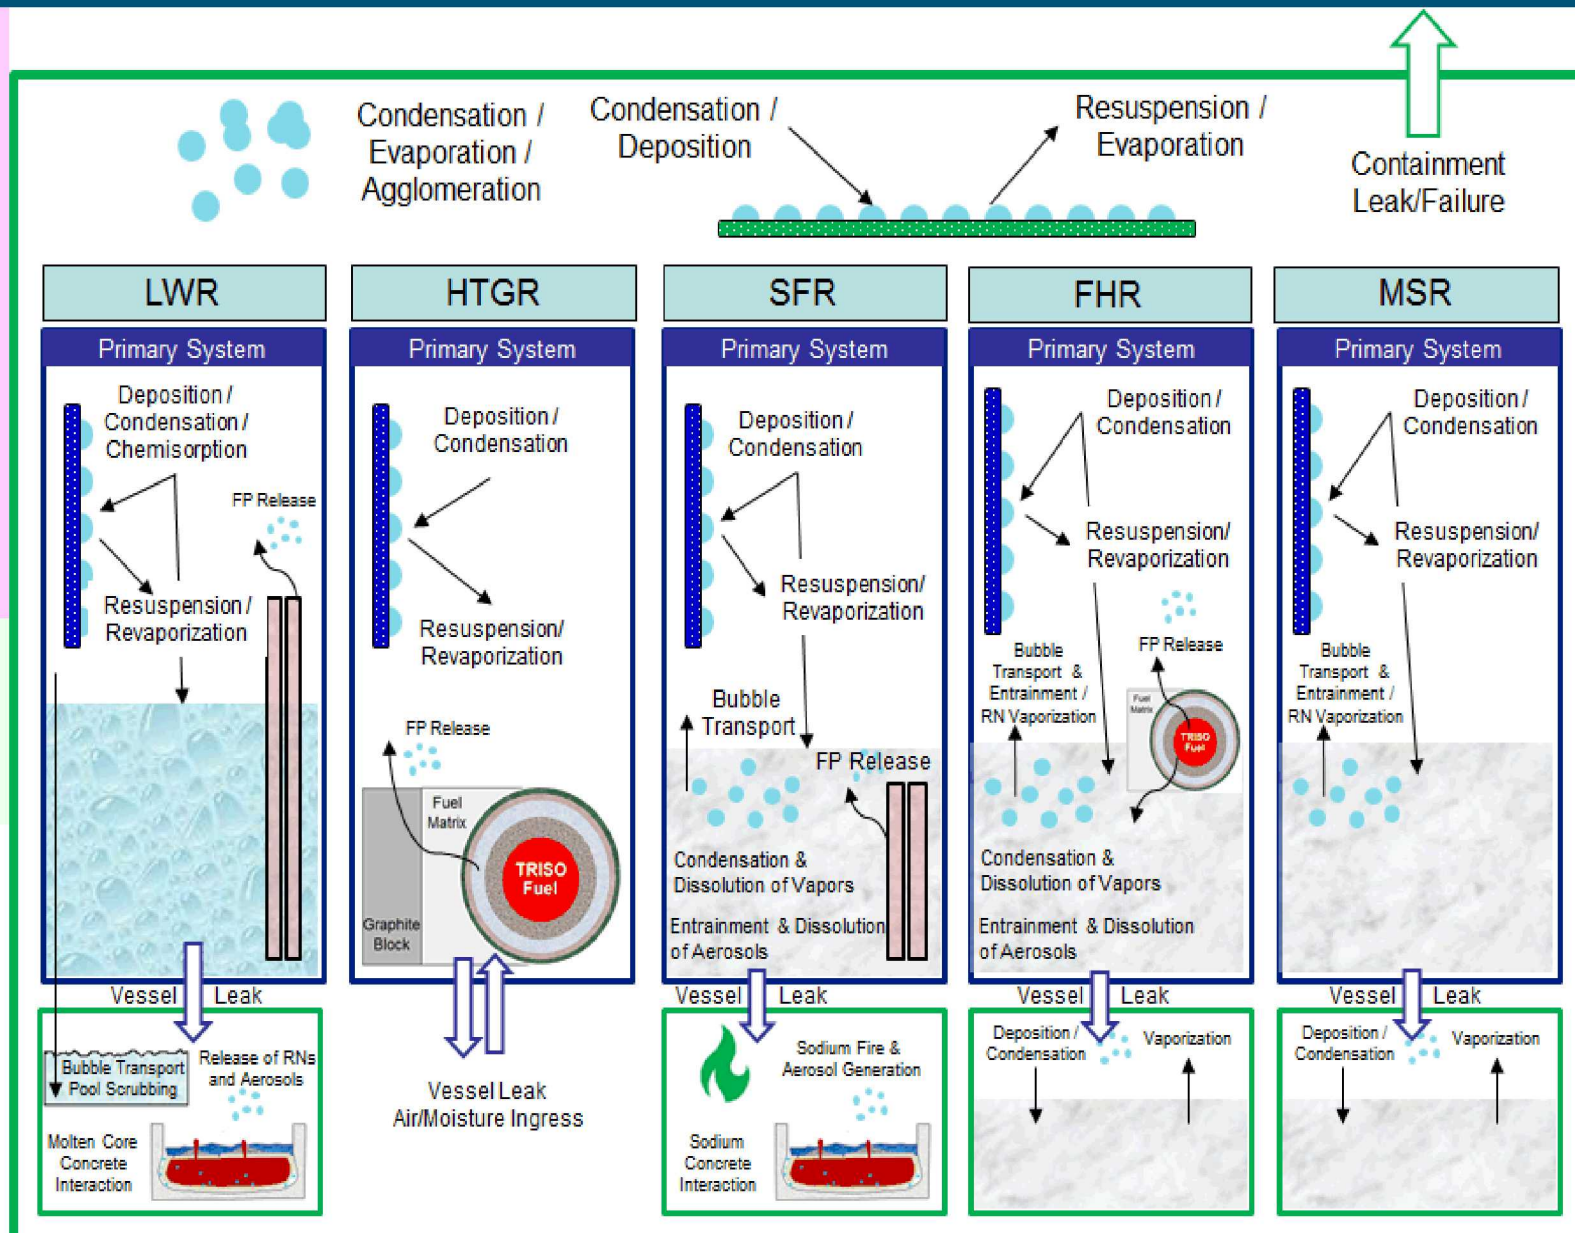 Condensation /
Evaporation /
Agglomeration
Condensation /
Deposition
Resuspension /
Evaporation
Containment
Leak/Failure
LWR
Primary System
Deposition /
Condensation /
Chemisorption
FP Release
Resuspension /
Revaporization
Vessel Leak
Bubble Transport
Pool Scrubbing
Release of RNs
and Aerosols
Molten Core
Concrete
Interaction
HTGR
Primary System
Deposition /
Condensation
Resuspension/
Revaporization
FP Release
Fuel
Matrix
TRISO
Fuel
Graphite
Block
Vessel Leak
Air/Moisture Ingress
SFR
Primary System
Deposition /
Condensation
Resuspension/
Revaporization
Bubble
Transport
FP Release
Condensation &
Dissolution of Vapors
Entrainment & Dissolution
of Aerosols
Vessel Leak
Sodium Fire &
Aerosol Generation
Sodium
Concrete
Interaction
FHR
Primary System
Deposition /
Condensation
Resuspension/
Revaporization
Bubble
Transport &
Entrainment /
RN Vaporization
FP Release
Fuel
Matrix
TRISO
Fuel
Condensation &
Dissolution of Vapors
Entrainment & Dissolution
of Aerosols
Vessel Leak
Deposition /
Condensation
Vaporization
MSR
Primary System
Deposition /
Condensation
Resuspension/
Revaporization
Bubble
Transport &
Entrainment /
RN Vaporization
Vessel Leak
Deposition /
Condensation
Vaporization